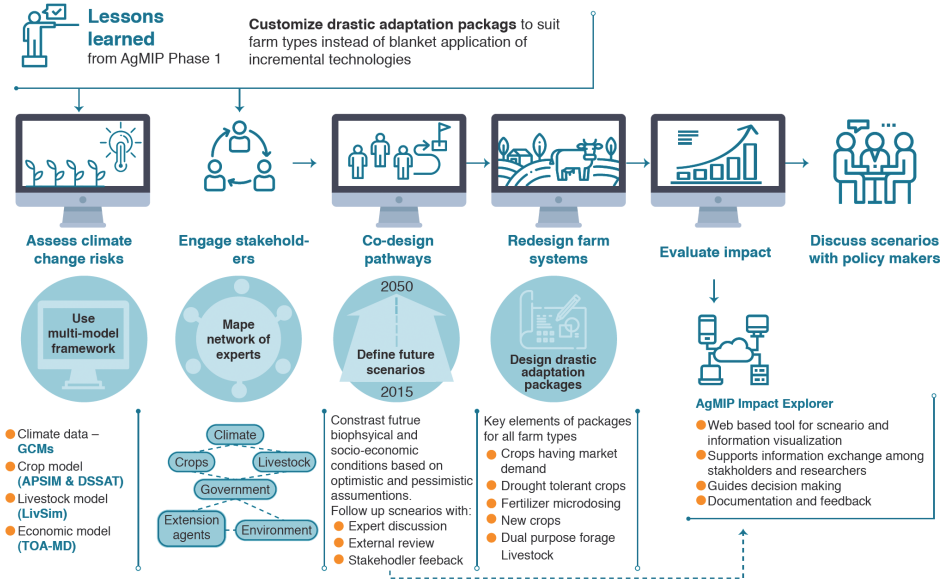 Lessons
learned
from AgMIP Phase 1
Customize drastic adaptation packags to suit
farm types instead of blanket application of
incremental technologies
Assess climate
change risks
Engage stakehold-
ers
Co-design
pathways
Redesign farm
systems
Evaluate impact
Discuss scenarios
with policy makers
Use
multi-model
framework
Mape
network of
experts
2050
Define future
scenarios
2015
Design drastic
adaptation
packages
Climate data –
GCMs
Crop model
(APSIM & DSSAT)
Livestock model
(LivSim)
Economic model
(TOA-MD)
Climate
Crops
Livestock
Government
Extension
agents
Environment
Constrast futrue
biophysical and
socio-economic
conditions based on
optimistic and pessimistic
assumentions.
Follow up scnearios with:
Expert discussion
External review
Stakehodler feeback
Key elements of packages
for all farm types
Crops having market
demand
Drought tolerant crops
Fertilizer microdosing
New crops
Dual purpose forage
Livestock
AgMIP Impact Explorer
Web based tool for scneario and
information visualization
Supports information exchange among
stakholders and researchers
Guides decision making
Documentation and feedback